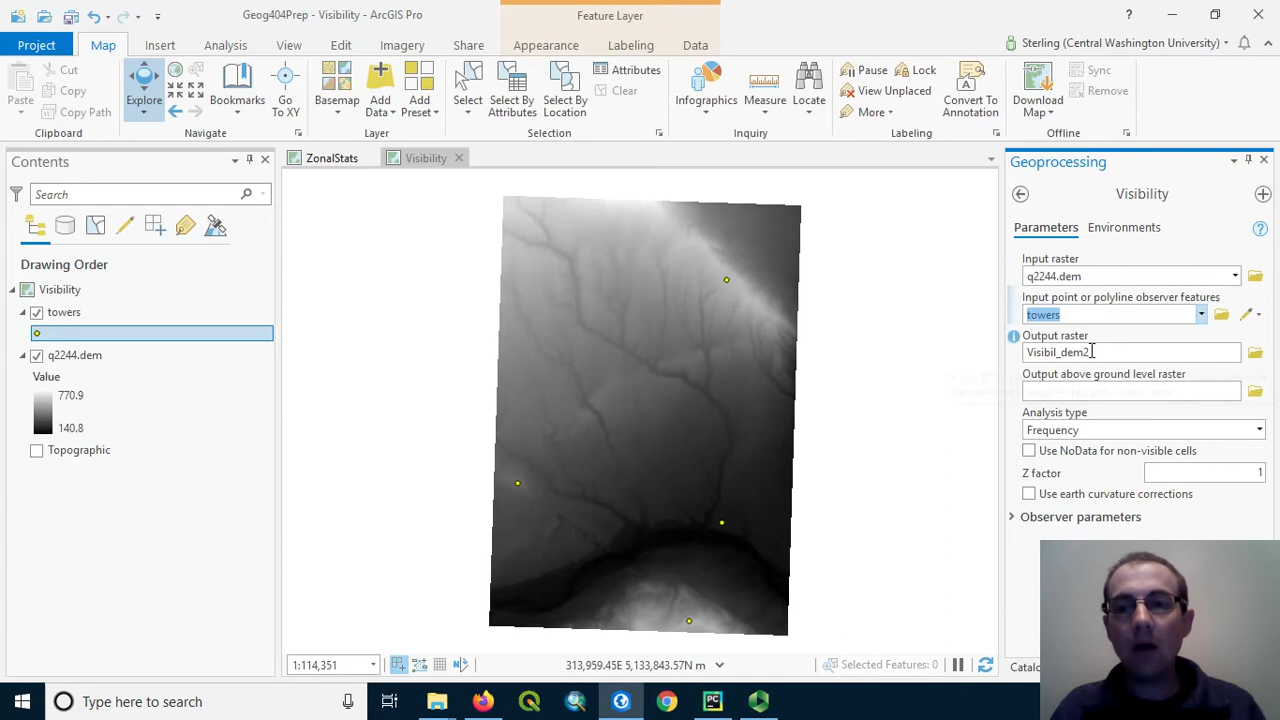 Geog404Prep - Visibility - ArcGIS Pro
Feature Layer
?
Project
Map
Insert
Analysis
View
Edit
Imagery
Share
Appearance
Labeling
Data
Sterling (Central Washington University)
Paste
Cut
Copy
Copy Path
Clipboard
Explore
Bookmarks
Go To XY
Navigate
Basemap
Add Data
Add Preset
Layer
Select
Select By Attributes
Select By Location
Attributes
Clear
Selection
Infographics
Measure
Locate
Inquiry
Pause
Lock
View Unplaced
More
Convert To Annotation
Labeling
Download Map
Sync
Remove
Offline
Contents
Search
Drawing Order
Visibility
towers
q2244.dem
Value
770.9
140.8
Topographic
ZonalStats
Visibility
1:114,351
313,959.45E 5,133,843.57N m
Selected Features: 0
Geoprocessing
Visibility
Parameters
Environments
?
Input raster
q2244.dem
Input point or polyline observer features
towers
Output raster
Visibil_dem2
Output above ground level raster
Analysis type
Frequency
Use NoData for non-visible cells
Z factor
1
Use earth curvature corrections
Observer parameters
Catalo
Type here to search
PC